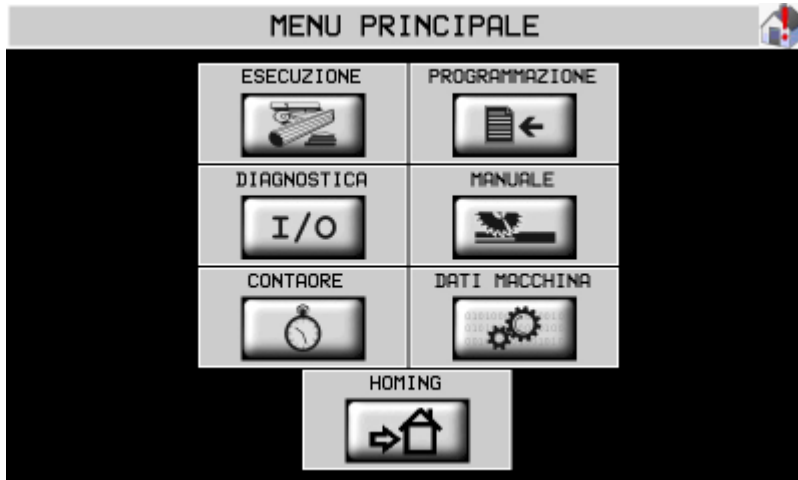 MENU PRINCIPALE
ESECUZIONE PROGRAMMAZIONE
DIAGNOSTICA MANUALE
I/O
CONTAORE DATI MACCHINA
HOMING